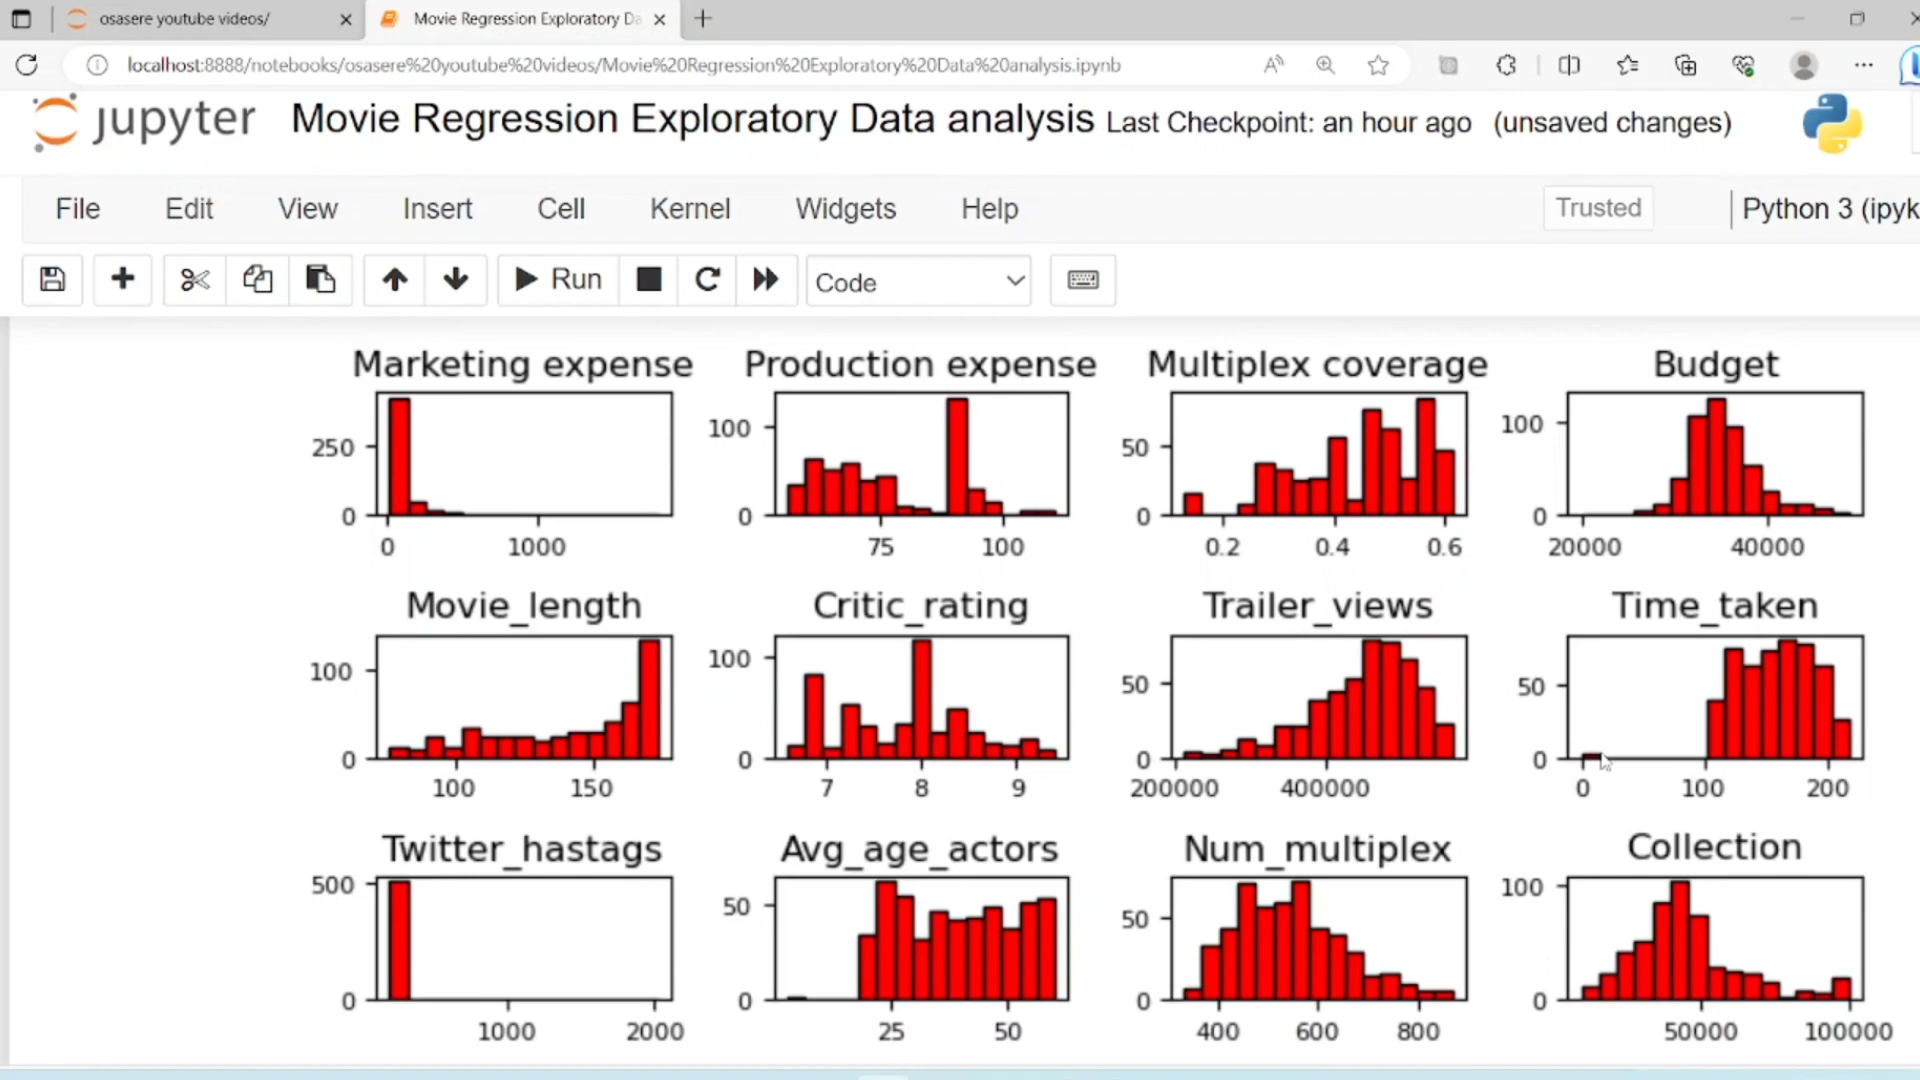 osasere youtube videos/
Movie Regression Exploratory Da
localhost:8888/notebooks/osasere%20youtube%20videos/Movie%20Regression%20Exploratory%20Data%20analysis.ipynb
jupyter Movie Regression Exploratory Data analysis Last Checkpoint: an hour ago (unsaved changes)
File Edit View Insert Cell Kernel Widgets Help Trusted Python 3 (ipyk
Run Code
Marketing expense Production expense Multiplex coverage Budget
250 0 100 0 50 0 100 0
0 1000 75 100 0.2 0.4 0.6 20000 40000
Movie_length Critic_rating Trailer_views Time_taken
100 0 100 0 50 0 50 0
100 150 7 8 9 200000 400000 0 100 200
Twitter_hastags Avg_age_actors Num_multiplex Collection
500 0 50 0 50 0 100 0
1000 2000 25 50 400 600 800 50000 100000